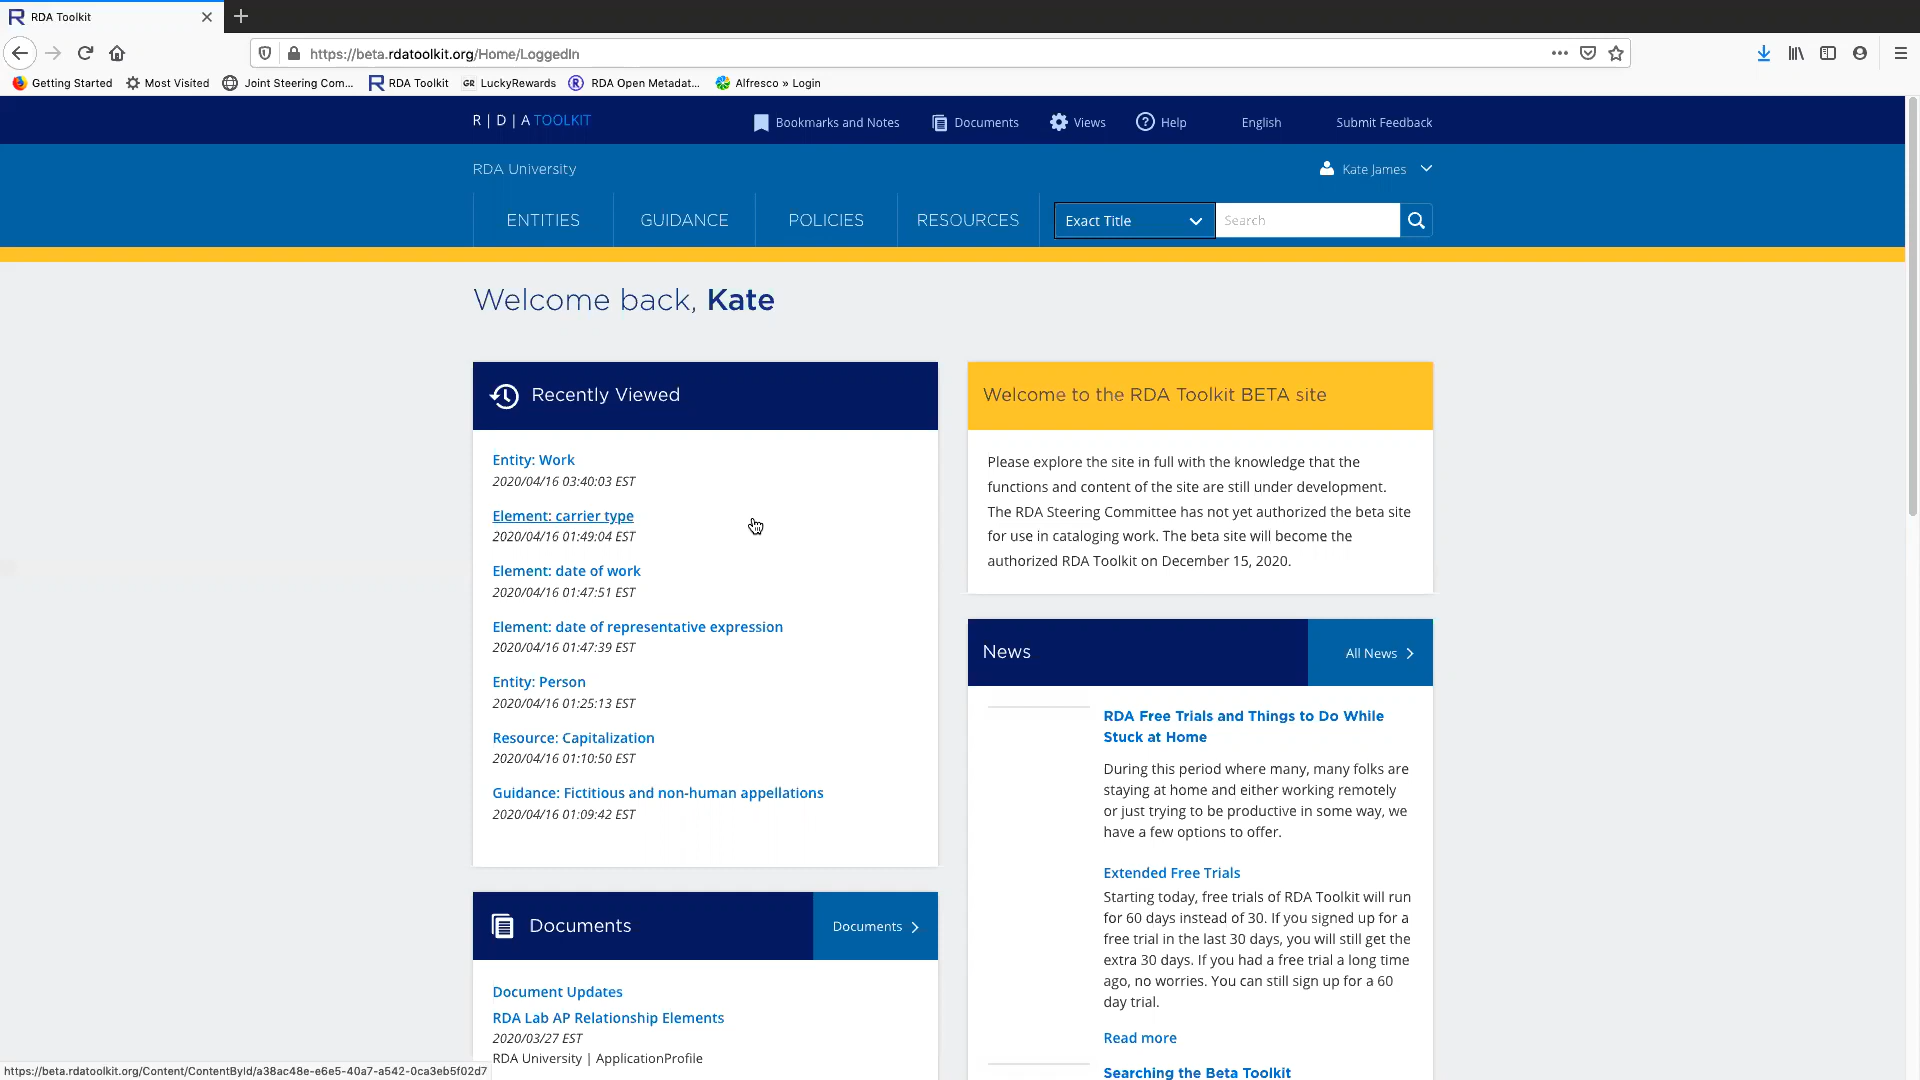 RDA Toolkit
https://beta.rdatoolkit.org/Home/LoggedIn
Getting Started Most Visited Joint Steering Com... RDA Toolkit GR LuckyRewards RDA Open Metadat... Alfresco » Login
R | D | A TOOLKIT Bookmarks and Notes Documents Views Help English Submit Feedback
RDA University Kate James
ENTITIES GUIDANCE POLICIES RESOURCES Exact Title Search
Welcome back, Kate
Recently Viewed
Entity: Work
2020/04/16 03:40:03 EST
Element: carrier type
2020/04/16 01:49:04 EST
Element: date of work
2020/04/16 01:47:51 EST
Element: date of representative expression
2020/04/16 01:47:39 EST
Entity: Person
2020/04/16 01:25:13 EST
Resource: Capitalization
2020/04/16 01:10:50 EST
Guidance: Fictitious and non-human appellations
2020/04/16 01:09:42 EST
Documents Documents
Document Updates
RDA Lab AP Relationship Elements
2020/03/27 EST
RDA University | ApplicationProfile
Welcome to the RDA Toolkit BETA site
Please explore the site in full with the knowledge that the
functions and content of the site are still under development.
The RDA Steering Committee has not yet authorized the beta site
for use in cataloging work. The beta site will become the
authorized RDA Toolkit on December 15, 2020.
News All News
RDA Free Trials and Things to Do While
Stuck at Home
During this period where many, many folks are
staying at home and either working remotely
or just trying to be productive in some way, we
have a few options to offer.
Extended Free Trials
Starting today, free trials of RDA Toolkit will run
for 60 days instead of 30. If you signed up for a
free trial in the last 30 days, you will still get the
extra 30 days. If you had a free trial a long time
ago, no worries. You can still sign up for a 60
day trial.
Read more
Searching the Beta Toolkit
https://beta.rdatoolkit.org/Content/ContentById/a38ac48e-e6e5-40a7-a542-0ca3eb5f02d7